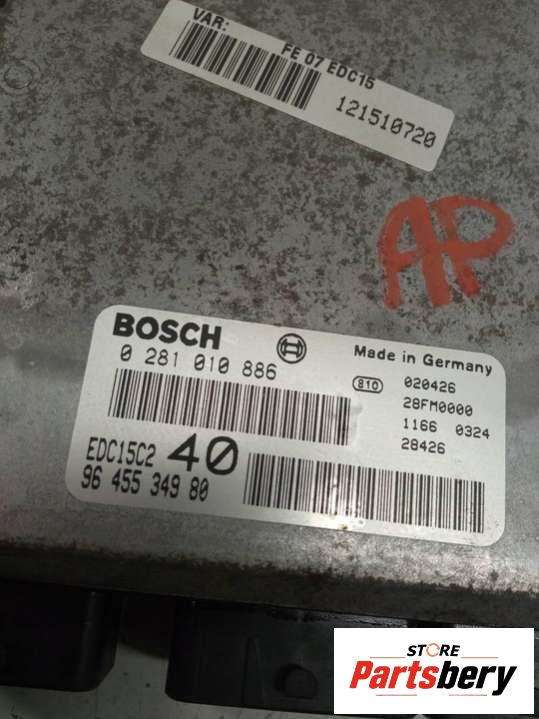 VAR:
FE 07 EDC15
121510720
AP
BOSCH
0 281 010 886
Made in Germany
810
020426
28FM0000
1166 0324
28426
EDC15C2 40
96 455 349 80
STORE
Partsbery